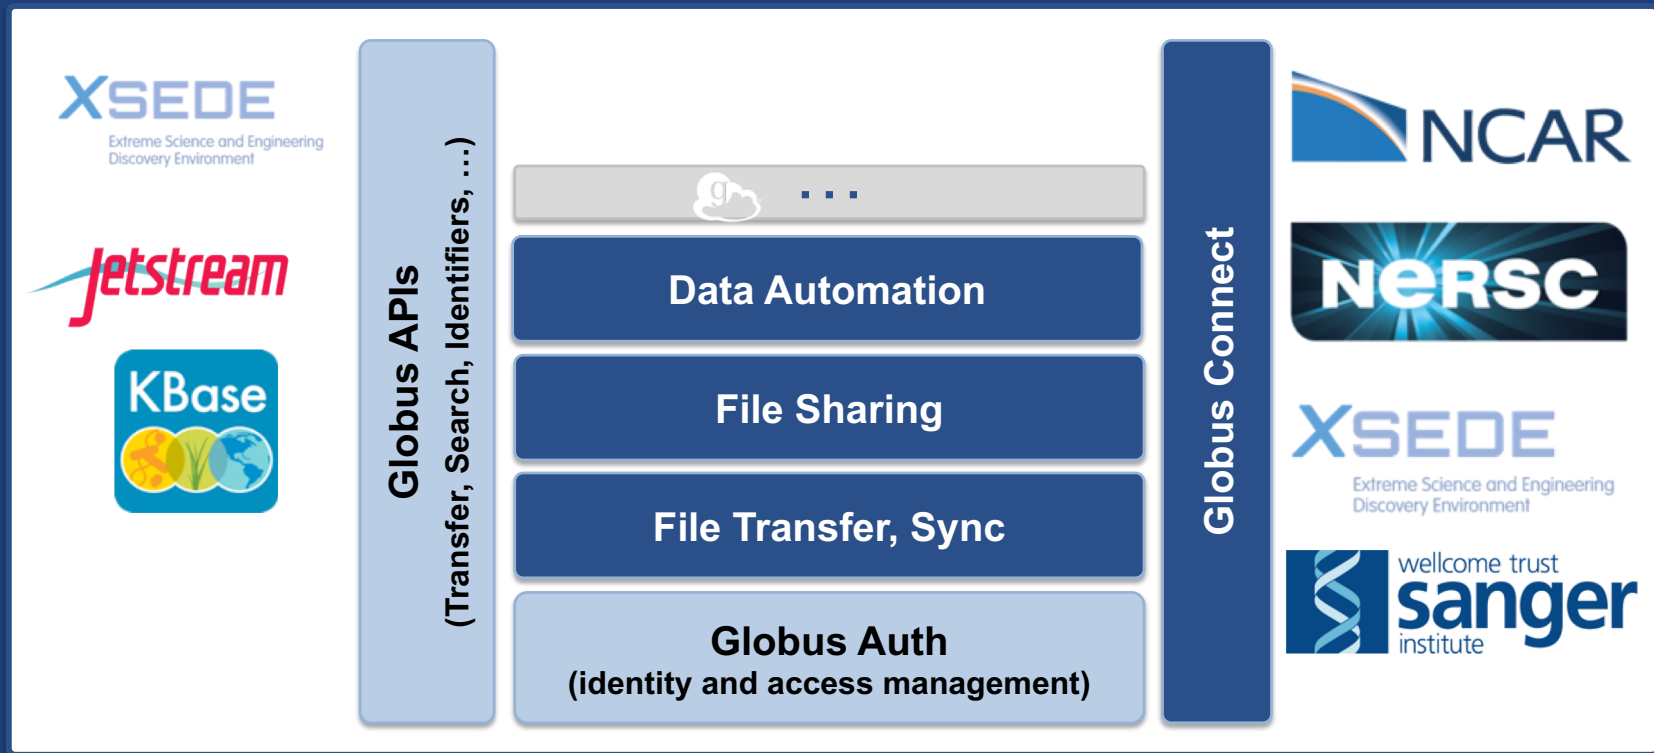 XSEDE
Extreme Science and Engineering
Discovery Environment
Jetstream
KBase
Globus APIs
(Transfer, Search, Identifiers, …)
g ...
Data Automation
File Sharing
File Transfer, Sync
Globus Auth
(identity and access management)
Globus Connect
NCAR
NeRSC
XSEDE
Extreme Science and Engineering
Discovery Environment
wellcome trust
sanger
institute